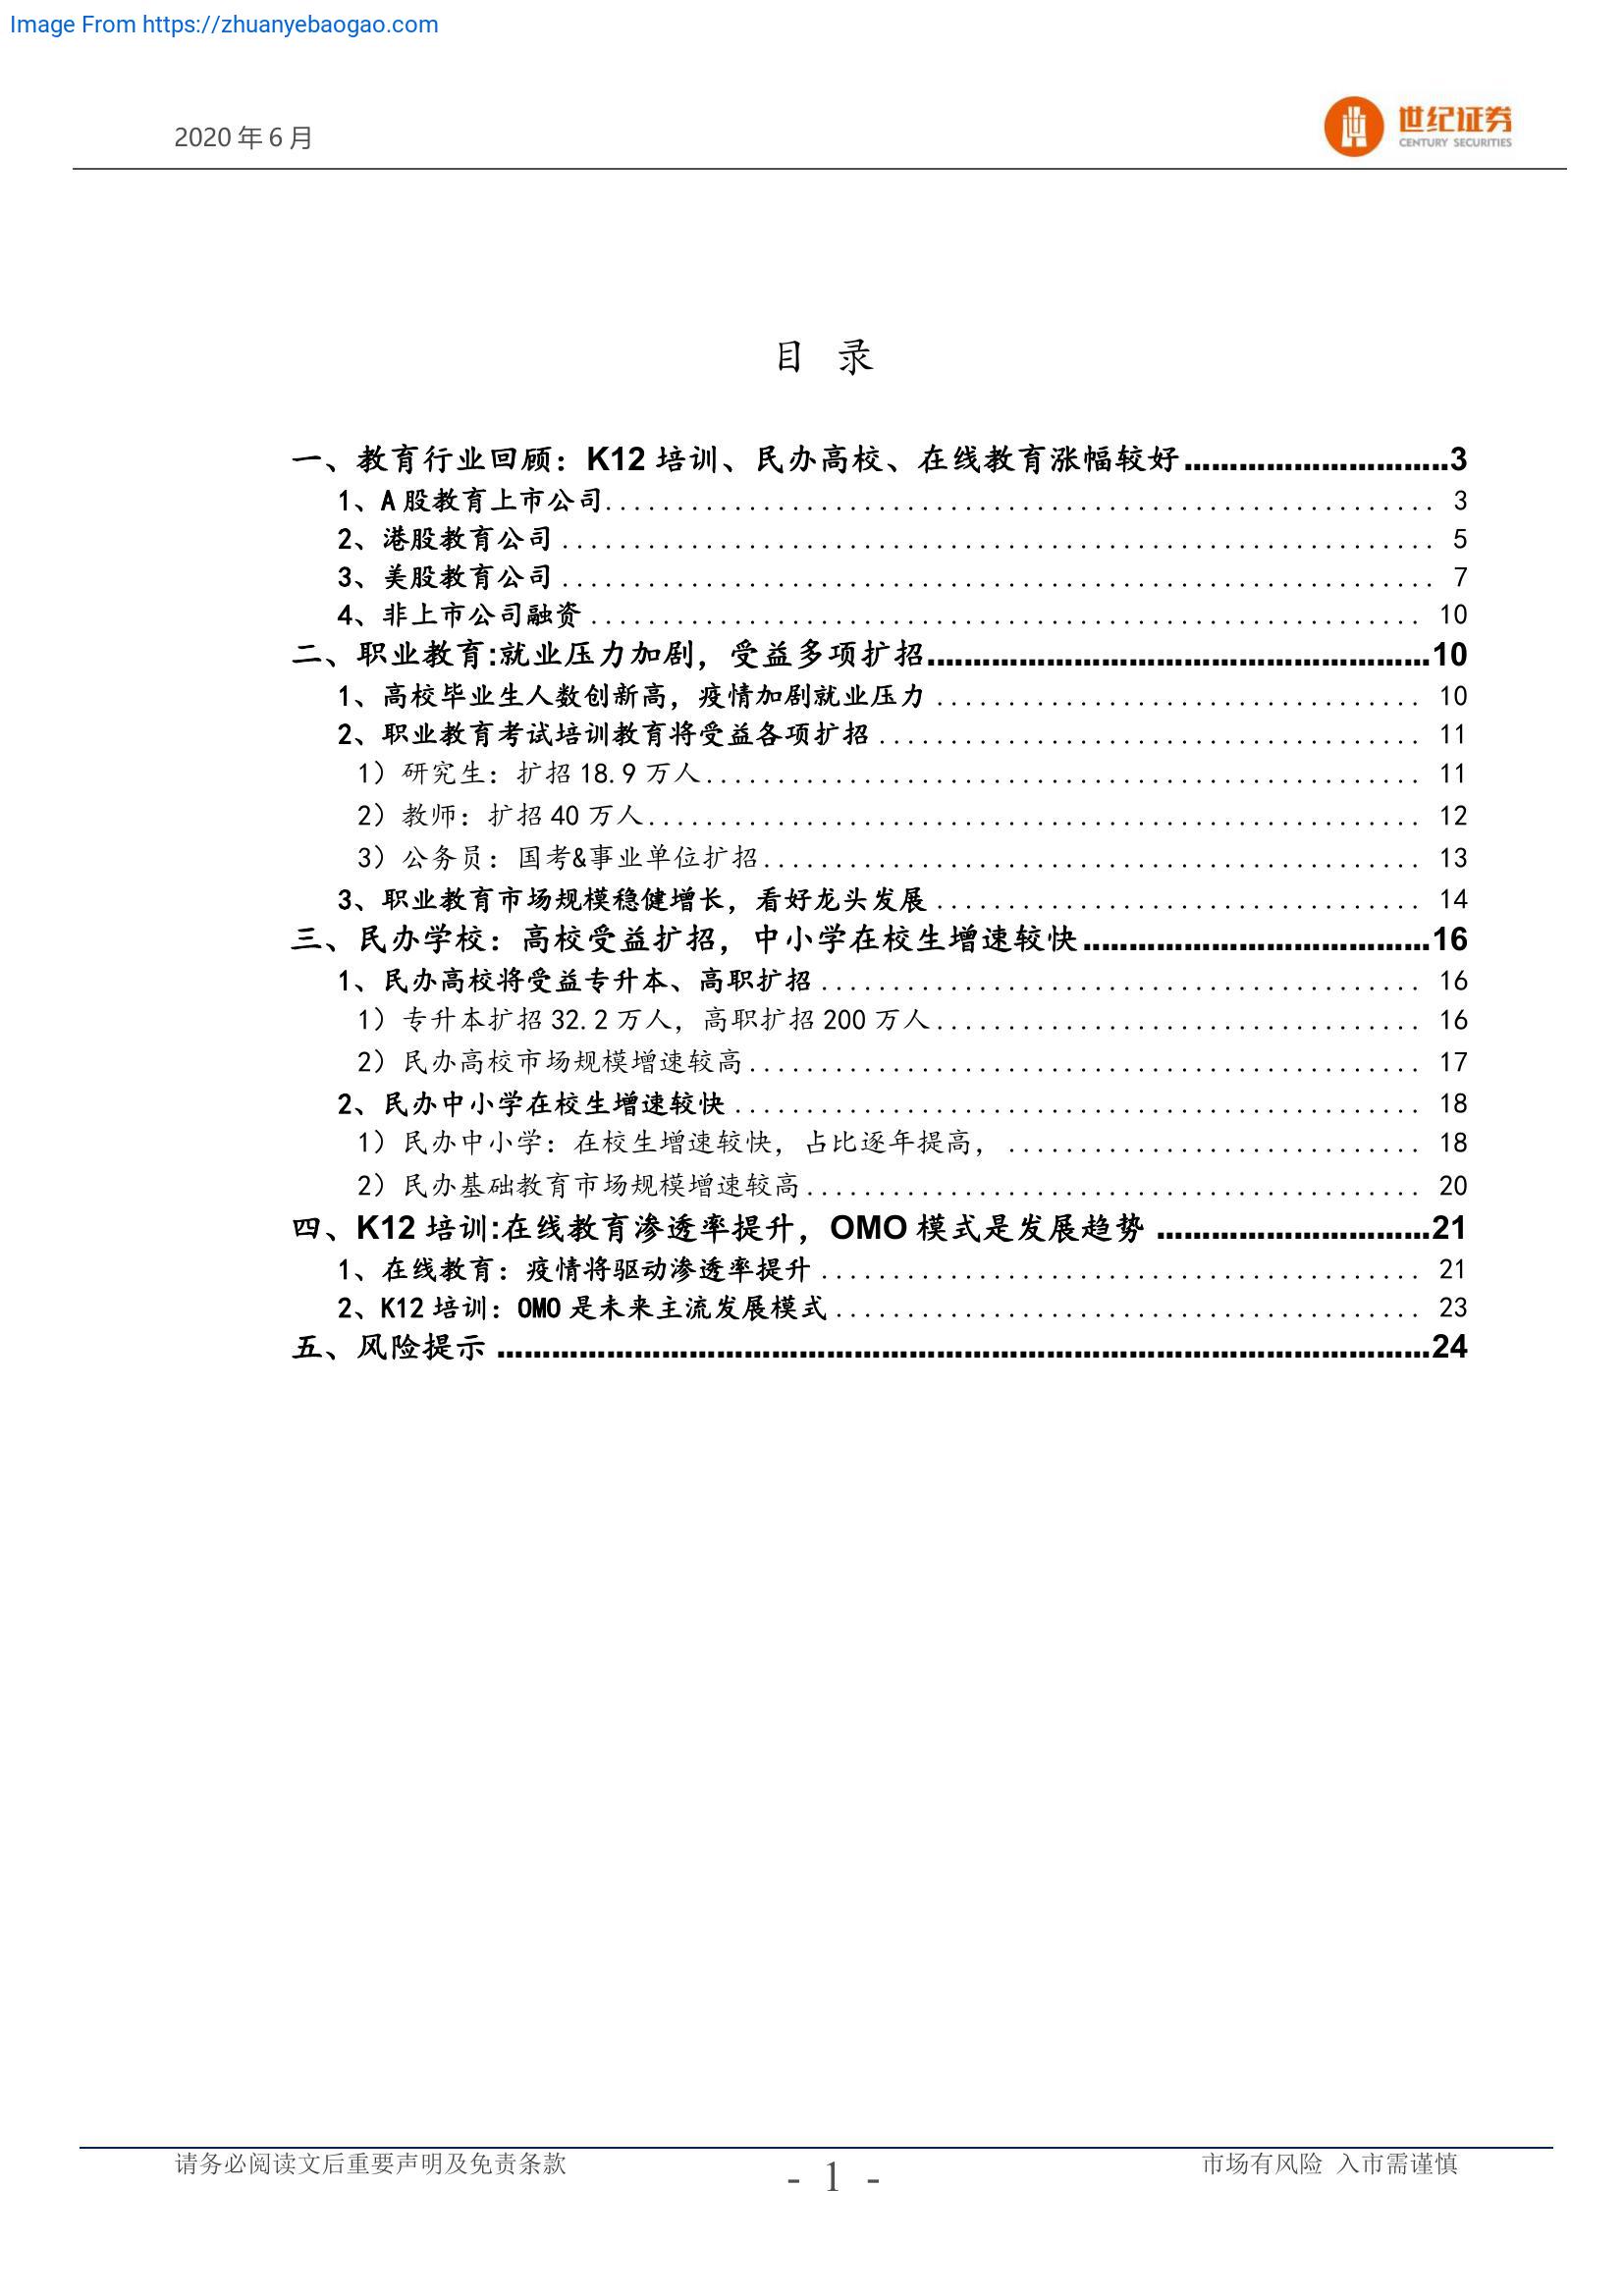 Image From https://zhuanyebaogao.com
2020 年 6 月
世纪证券
CENTURY SECURITIES
目 录
一、教育行业回顾：K12 培训、民办高校、在线教育涨幅较好.............................3
1、A 股教育上市公司.......................................................... 3
2、港股教育公司 ............................................................. 5
3、美股教育公司 ............................................................. 7
4、非上市公司融资 .......................................................... 10
二、职业教育:就业压力加剧，受益多项扩招.......................................................10
1、高校毕业生人数创新高，疫情加剧就业压力 .................................. 10
2、职业教育考试培训教育将受益各项扩招 ...................................... 11
1）研究生：扩招 18.9 万人.................................................. 11
2）教师：扩招 40 万人...................................................... 12
3）公务员：国考&事业单位扩招.............................................. 13
3、职业教育市场规模稳健增长，看好龙头发展 .................................. 14
三、民办学校：高校受益扩招，中小学在校生增速较快......................................16
1、民办高校将受益专升本、高职扩招 .......................................... 16
1）专升本扩招 32.2 万人，高职扩招 200 万人.................................. 16
2）民办高校市场规模增速较高............................................... 17
2、民办中小学在校生增速较快 ................................................ 18
1）民办中小学：在校生增速较快，占比逐年提高， ............................. 18
2）民办基础教育市场规模增速较高........................................... 20
四、K12 培训:在线教育渗透率提升，OMO 模式是发展趋势 ..............................21
1、在线教育：疫情将驱动渗透率提升 .......................................... 21
2、K12 培训：OMO 是未来主流发展模式 ......................................... 23
五、风险提示 ......................................................................................................24
请务必阅读文后重要声明及免责条款
- 1 -
市场有风险 入市需谨慎